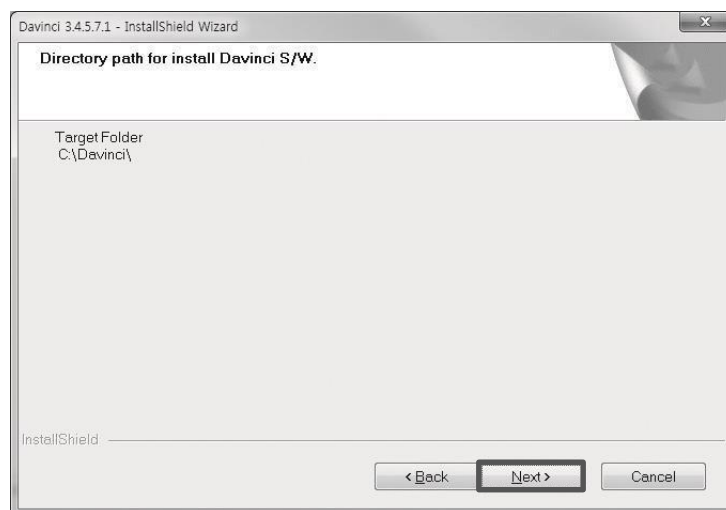 Davinci 3.4.5.7.1 - InstallShield Wizard
X
Directory path for install Davinci S/W.
Target Folder
C:\Davinci\
InstallShield
< Back
Next >
Cancel